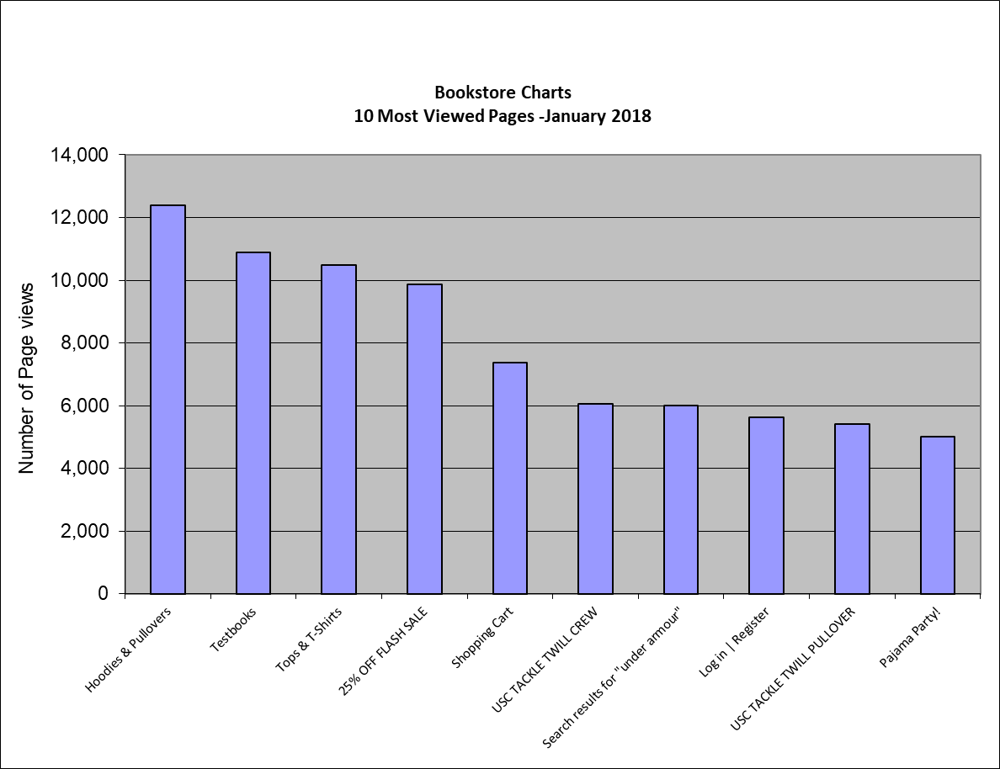 Bookstore Charts
10 Most Viewed Pages -January 2018
Number of Page views
14,000
12,000
10,000
8,000
6,000
4,000
2,000
0
Hoodies & Pullovers
Testbooks
Tops & T-Shirts
25% OFF FLASH SALE
Shopping Cart
USC TACKLE TWILL CREW
Search results for "under armour"
Log in | Register
USC TACKLE TWILL PULLOVER
Pajama Party!